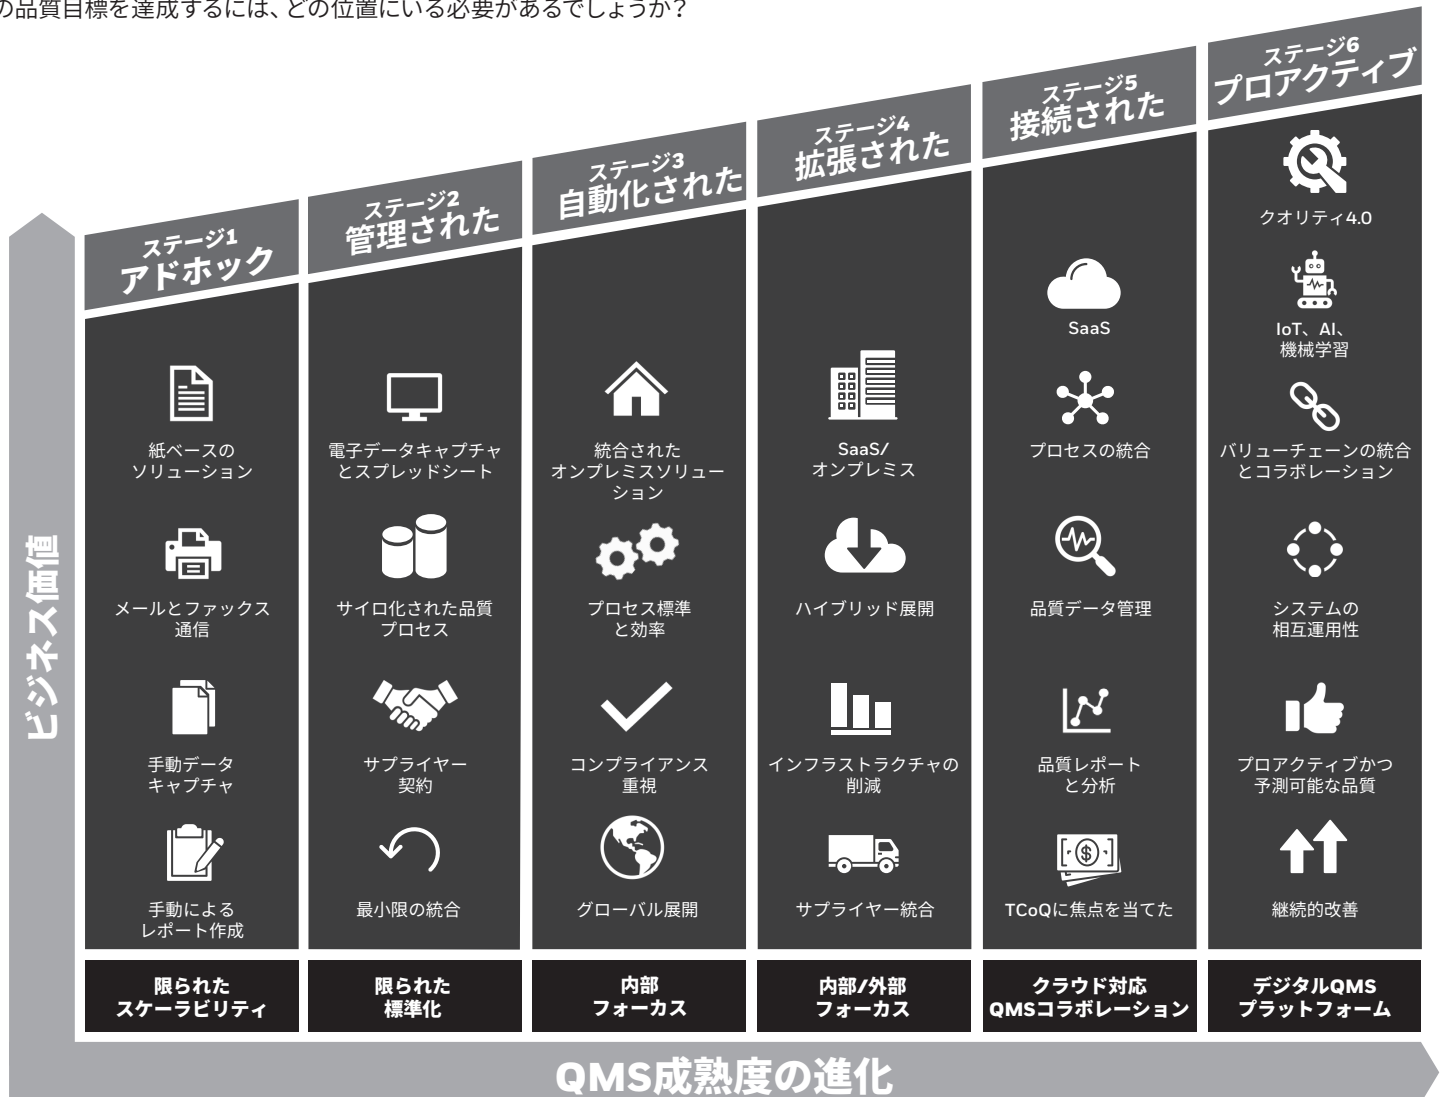 の品質目標を達成するには、どの位置にいる必要があるでしょうか?
ステージ1
アドホック
紙ベースの
ソリューション
メールとファックス
通信
手動データ
キャプチャ
手動による
レポート作成
限られた
スケーラビリティ
ステージ2
管理された
電子データキャプチャ
とスプレッドシート
サイロ化された品質
プロセス
サプライヤー
契約
最小限の統合
限られた
標準化
ステージ3
自動化された
統合された
オンプレミスソリュー
ション
プロセス標準
と効率
コンプライアンス
重視
グローバル展開
内部
フォーカス
ステージ4
拡張された
SaaS/
オンプレミス
ハイブリッド展開
インフラストラクチャの
削減
サプライヤー統合
内部/外部
フォーカス
ステージ5
接続された
SaaS
プロセスの統合
品質データ管理
品質レポート
と分析
TCoQに焦点を当てた
クラウド対応
QMSコラボレーション
ステージ6
プロアクティブ
クオリティ4.0
IoT、AI、
機械学習
バリューチェーンの統合
とコラボレーション
システムの
相互運用性
プロアクティブかつ
予測可能な品質
継続的改善
デジタルQMS
プラットフォーム
ビジネス価値
QMS成熟度の進化